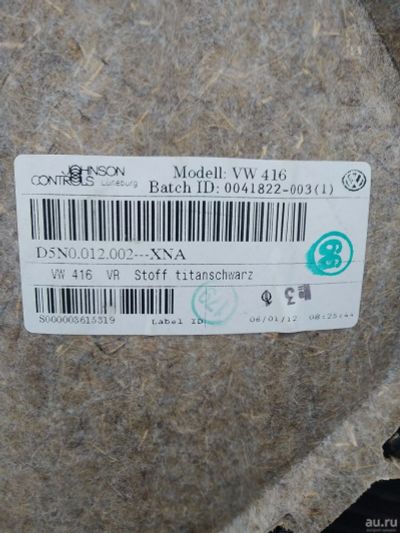 JOHNSON
CONTROLS Lüneburg
Modell: VW 416
Batch ID: 0041822-003(1)
D5N0.012.002---XNA
VW 416 VR Stoff titanschwarz
S000003615319
Label ID:
06/01/12 08:25:44
au.ru